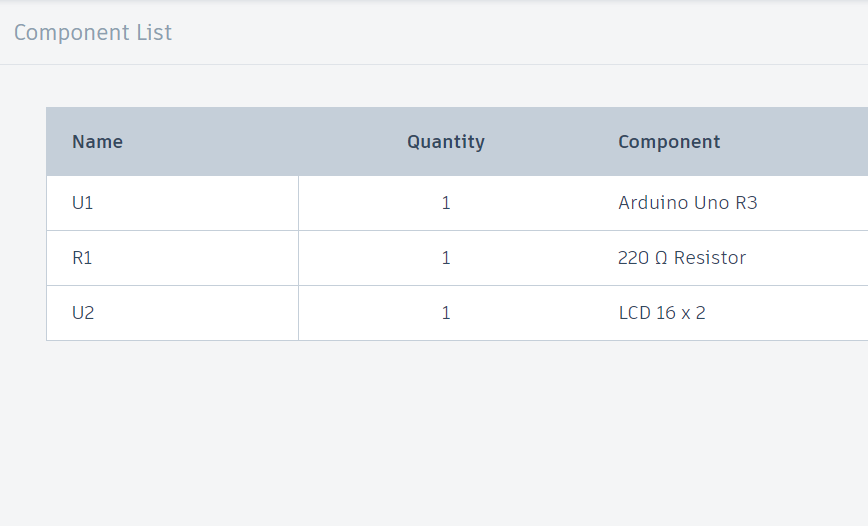 Component List
Name Quantity Component
U1 1 Arduino Uno R3
R1 1 220 Ω Resistor
U2 1 LCD 16 x 2